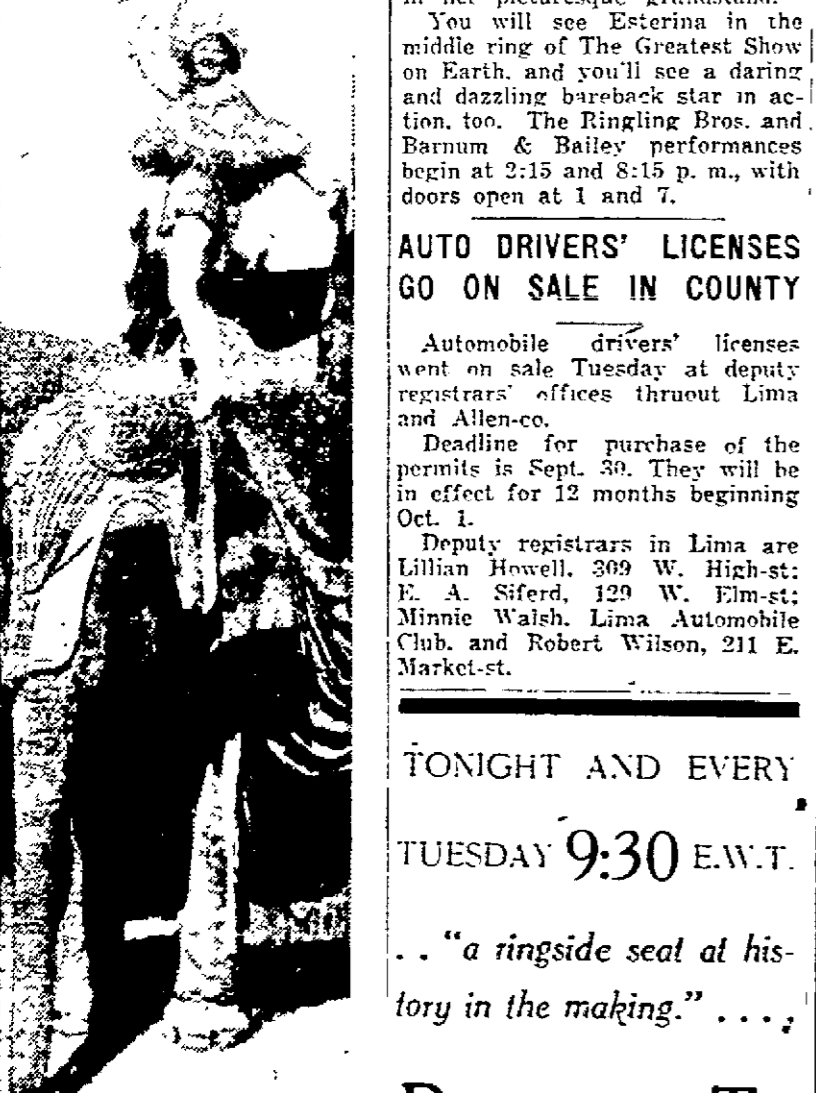 in her picturesque grandstand.
You will see Esterina in the
middle ring of The Greatest Show
on Earth, and you'll see a daring
and dazzling bareback star in ac-
tion, too. The Ringling Bros. and
Barnum & Bailey performances
begin at 2:15 and 8:15 p. m., with
doors open at 1 and 7.
AUTO DRIVERS' LICENSES
GO ON SALE IN COUNTY
Automobile drivers' licenses
went on sale Tuesday at deputy
registrars' offices thruout Lima
and Allen-co.
Deadline for purchase of the
permits is Sept. 30. They will be
in effect for 12 months beginning
Oct. 1.
Deputy registrars in Lima are
Lillian Howell, 309 W. High-st;
E. A. Siferd, 129 W. Elm-st;
Minnie Walsh, Lima Automobile
Club, and Robert Wilson, 211 E.
Market-st.
TONIGHT AND EVERY
TUESDAY 9:30 E.W.T.
. . "a ringside seat at his-
tory in the making." . . . .